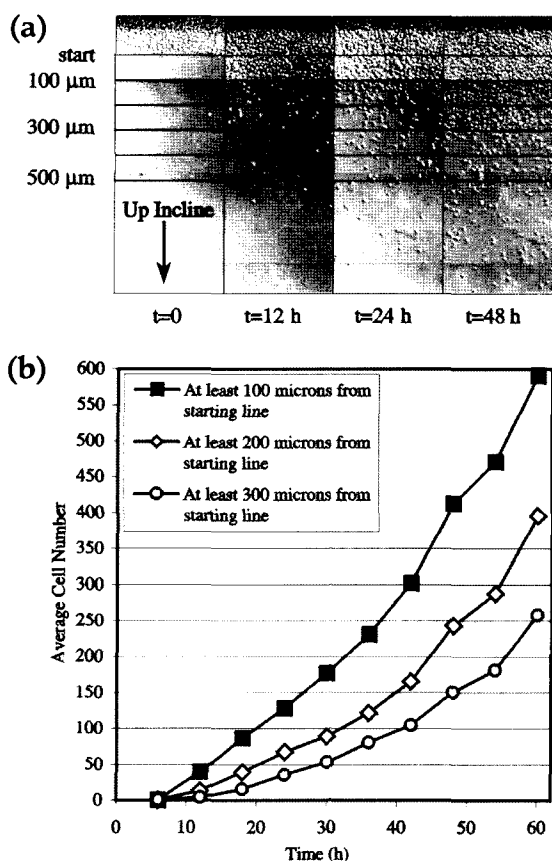 (a)
start
100 µm
300 µm
500 µm
Up Incline
t=0 t=12 h t=24 h t=48 h
(b)
600
550
500
450
400
350
300
250
200
150
100
50
0
Average Cell Number
At least 100 microns from
starting line
At least 200 microns from
starting line
At least 300 microns from
starting line
0 10 20 30 40 50 60
Time (h)